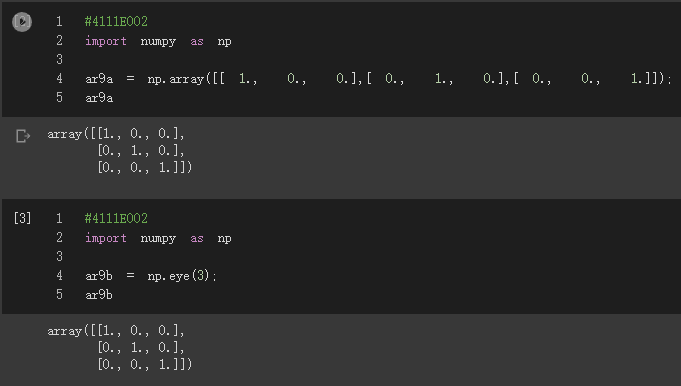 1 #4111E002
2 import numpy as np
3
4 ar9a = np.array([[ 1., 0., 0.],[ 0., 1., 0.],[ 0., 0., 1.]]);
5 ar9a
array([[1., 0., 0.],
[0., 1., 0.],
[0., 0., 1.]])
[3] 1 #4111E002
2 import numpy as np
3
4 ar9b = np.eye(3);
5 ar9b
array([[1., 0., 0.],
[0., 1., 0.],
[0., 0., 1.]])